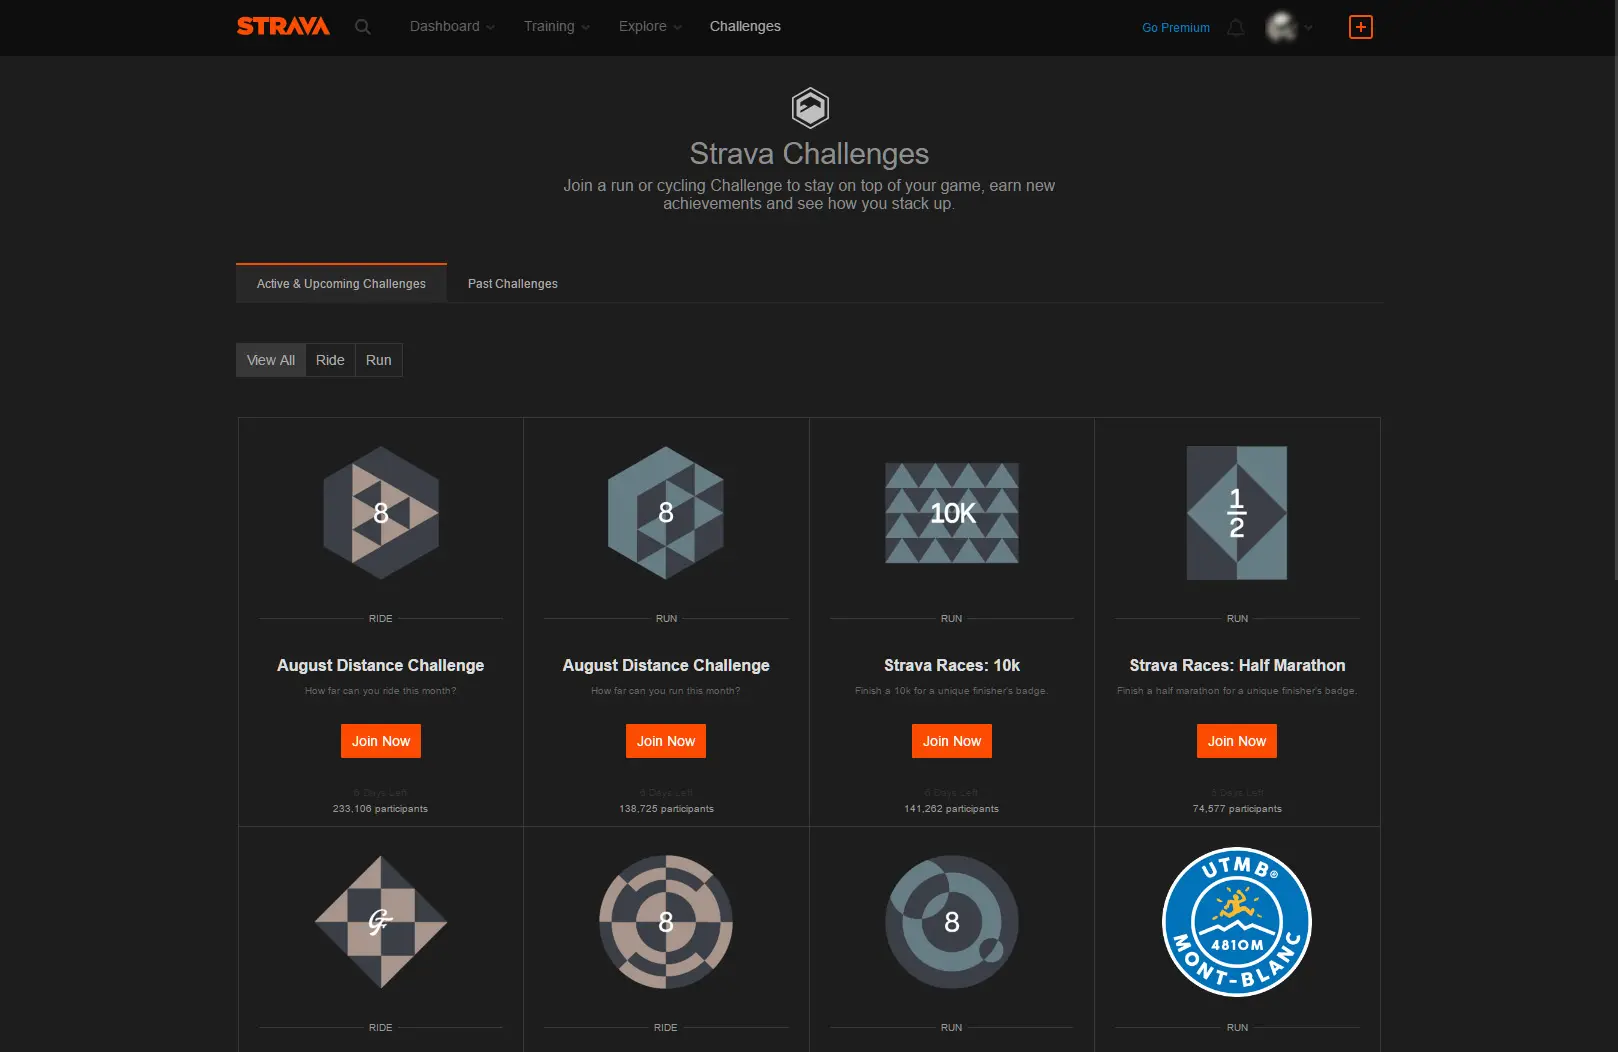 STRAVA
Dashboard
Training
Explore
Challenges
Go Premium
Strava Challenges
Join a run or cycling Challenge to stay on top of your game, earn new
achievements and see how you stack up.
Active & Upcoming Challenges
Past Challenges
View All
Ride
Run
8
8
10K
1
2
RIDE
RUN
RUN
RUN
August Distance Challenge
August Distance Challenge
Strava Races: 10k
Strava Races: Half Marathon
How far can you ride this month?
How far can you run this month?
Finish a 10k for a unique finisher's badge.
Finish a half marathon for a unique finisher's badge.
Join Now
Join Now
Join Now
Join Now
6 Days Left
6 Days Left
6 Days Left
6 Days Left
233,106 participants
138,725 participants
141,262 participants
74,577 participants
GF
8
8
UTMB®
4810M
MONT-BLANC
RIDE
RIDE
RUN
RUN